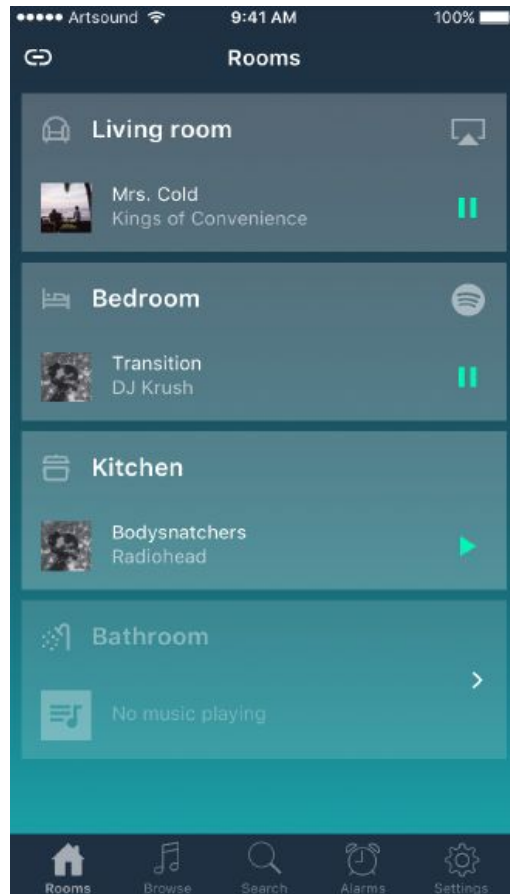 Artsound 9:41 AM 100%
Rooms
Living room
Mrs. Cold
Kings of Convenience
Bedroom
Transition
DJ Krush
Kitchen
Bodysnatchers
Radiohead
Bathroom
No music playing
Rooms Browse Search Alarms Settings